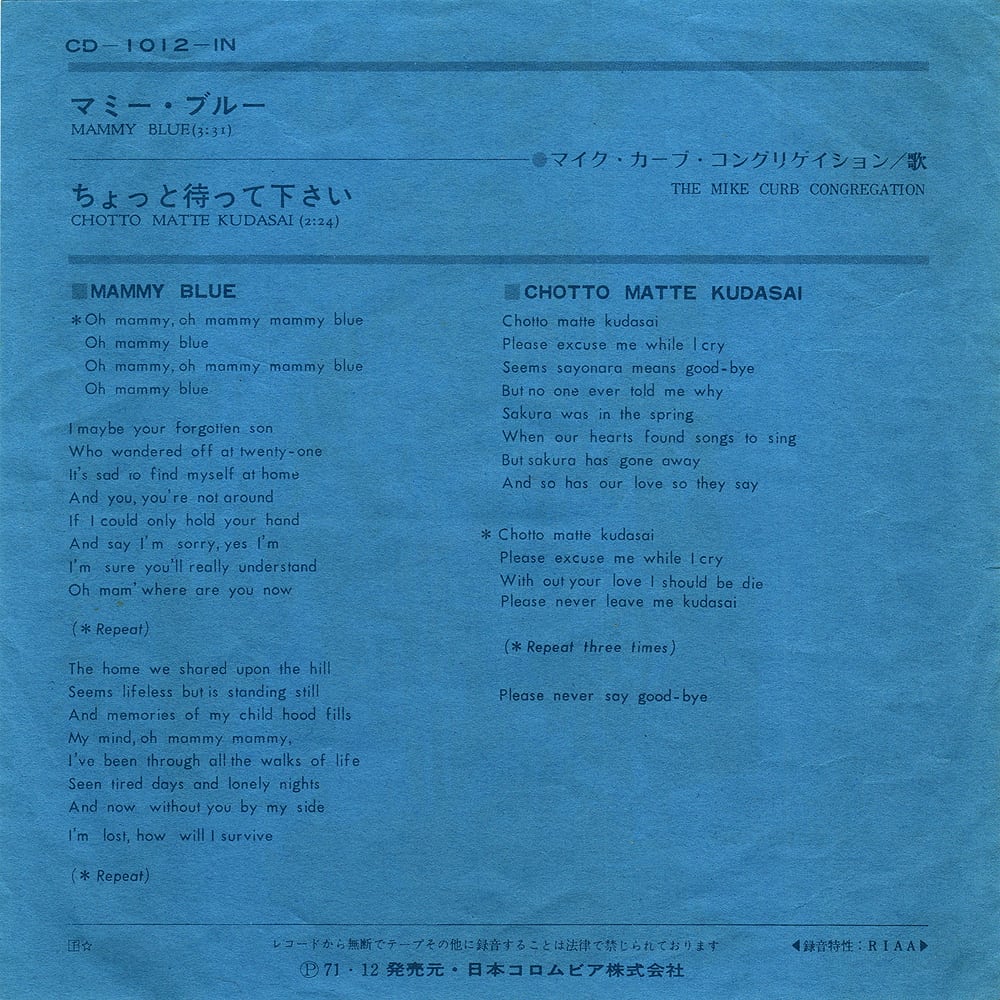 CD-1012-IN
マミー・ブルー
MAMMY BLUE(3:31)
●マイク・カーブ・コングリゲイション/歌
THE MIKE CURB CONGREGATION
ちょっと待って下さい
CHOTTO MATTE KUDASAI (2:24)
■MAMMY BLUE
*Oh mammy, oh mammy mammy blue
Oh mammy blue
Oh mammy, oh mammy mammy blue
Oh mammy blue
I maybe your forgotten son
Who wandered off at twenty-one
It's sad to find myself at home
And you, you're not around
If I could only hold your hand
And say I'm sorry, yes I'm
I'm sure you'll really understand
Oh mam' where are you now
(* Repeat)
The home we shared upon the hill
Seems lifeless but is standing still
And memories of my child hood fills
My mind, oh mammy mammy,
I've been through all the walks of life
Seen tired days and lonely nights
And now without you by my side
I'm lost, how will I survive
(* Repeat)
■CHOTTO MATTE KUDASAI
Chotto matte kudasai
Please excuse me while I cry
Seems sayonara means good-bye
But no one ever told me why
Sakura was in the spring
When our hearts found songs to sing
But sakura has gone away
And so has our love so they say
* Chotto matte kudasai
Please excuse me while I cry
With out your love I should be die
Please never leave me kudasai
(* Repeat three times)
Please never say good-bye
レコードから無断でテープその他に録音することは法律で禁じられております
◀録音特性:RIAA▶
Ⓟ71・12 発売元・日本コロムビア株式会社